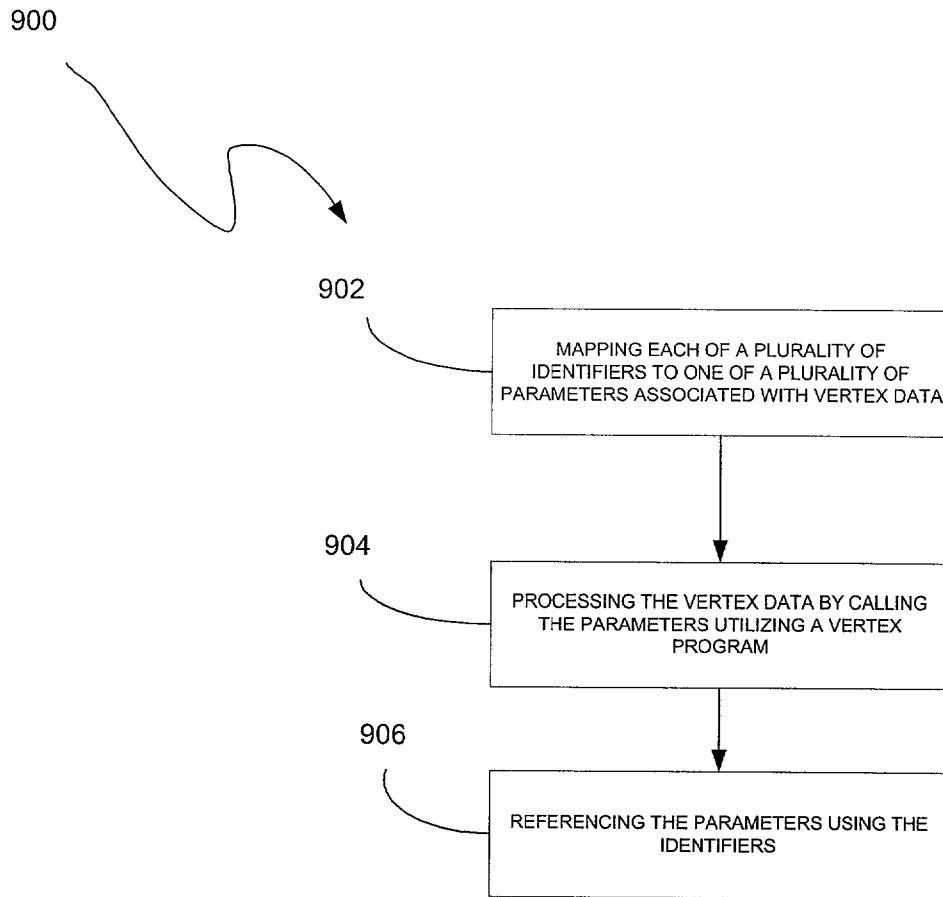 900
902
MAPPING EACH OF A PLURALITY OF
IDENTIFIERS TO ONE OF A PLURALITY OF
PARAMETERS ASSOCIATED WITH VERTEX DATA
904
PROCESSING THE VERTEX DATA BY CALLING
THE PARAMETERS UTILIZING A VERTEX
PROGRAM
906
REFERENCING THE PARAMETERS USING THE
IDENTIFIERS